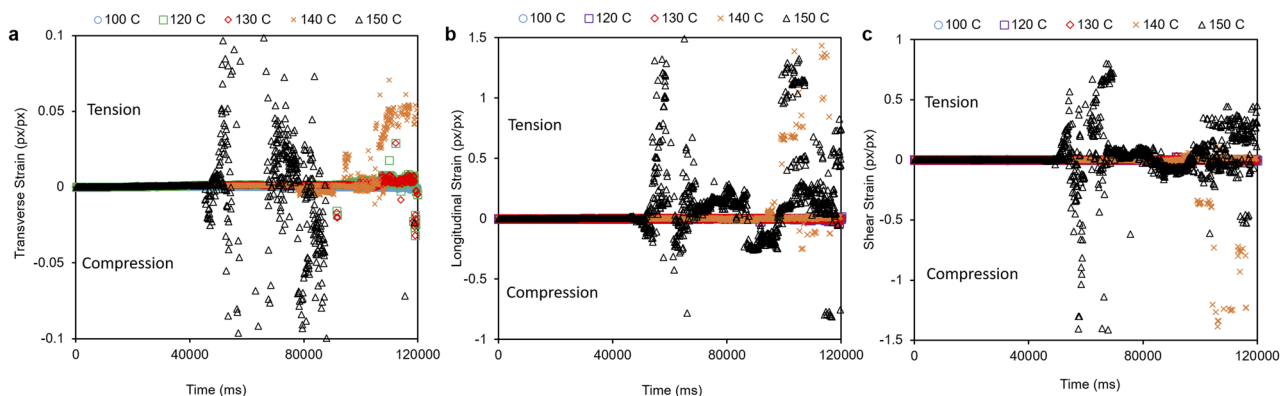 100 C 120 C 130 C 140 C 150 C
a
0.1
0.05
0
-0.05
-0.1
Transverse Strain (px/px)
Tension
Compression
0 40000 80000 120000
Time (ms)
100 C 120 C 130 C 140 C 150 C
b
1.5
1
0.5
0
-0.5
-1
Longitudinal Strain (px/px)
Tension
Compression
0 40000 80000 120000
Time (ms)
100 C 120 C 130 C 140 C 150 C
c
1
0.5
0
-0.5
-1
-1.5
Shear Strain (px/px)
Tension
Compression
0 40000 80000 120000
Time (ms)